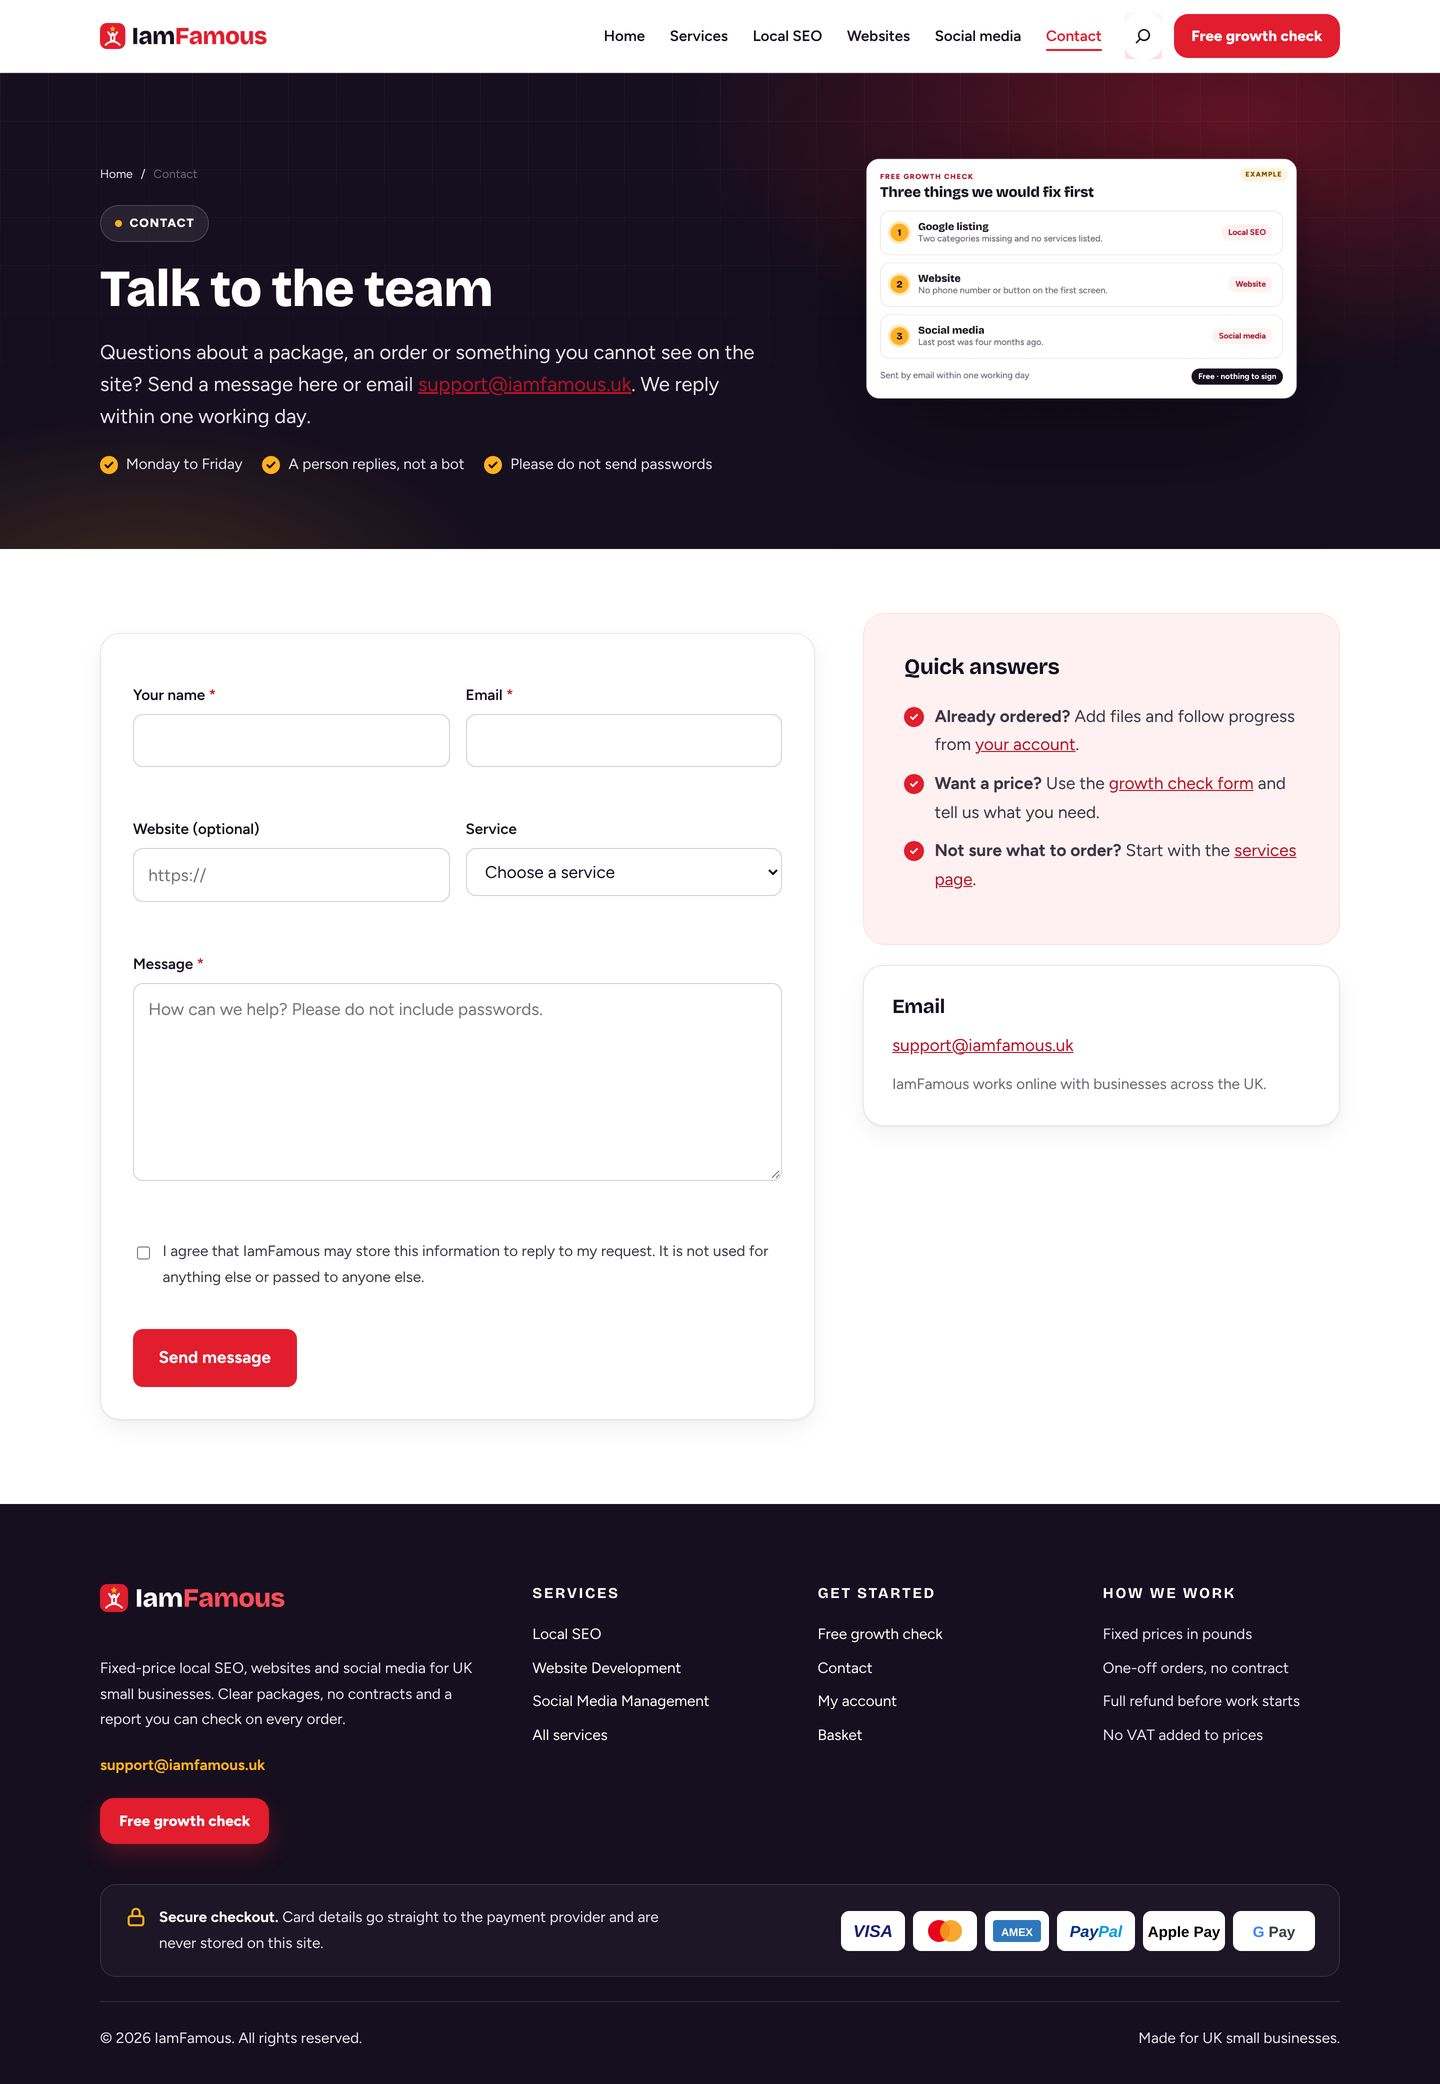 IamFamous
Home Services Local SEO Websites Social media Contact Free growth check
Home / Contact
CONTACT
Talk to the team
Questions about a package, an order or something you cannot see on the
site? Send a message here or email support@iamfamous.uk. We reply
within one working day.
Monday to Friday A person replies, not a bot Please do not send passwords
FREE GROWTH CHECK
EXAMPLE
Three things we would fix first
1 Google listing
Two categories missing and no services listed.
Local SEO
2 Website
No phone number or button on the first screen.
Website
3 Social media
Last post was four months ago.
Social media
Sent by email within one working day
Free · nothing to sign
Your name * Email *
Website (optional) Service
https:// Choose a service
Message *
How can we help? Please do not include passwords.
I agree that IamFamous may store this information to reply to my request. It is not used for
anything else or passed to anyone else.
Send message
Quick answers
Already ordered? Add files and follow progress
from your account.
Want a price? Use the growth check form and
tell us what you need.
Not sure what to order? Start with the services
page.
Email
support@iamfamous.uk
IamFamous works online with businesses across the UK.
IamFamous
Fixed-price local SEO, websites and social media for UK
small businesses. Clear packages, no contracts and a
report you can check on every order.
support@iamfamous.uk
Free growth check
SERVICES
Local SEO
Website Development
Social Media Management
All services
GET STARTED
Free growth check
Contact
My account
Basket
HOW WE WORK
Fixed prices in pounds
One-off orders, no contract
Full refund before work starts
No VAT added to prices
Secure checkout. Card details go straight to the payment provider and are
never stored on this site.
VISA AMEX PayPal Apple Pay G Pay
© 2026 IamFamous. All rights reserved.
Made for UK small businesses.